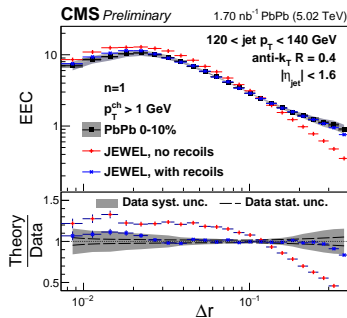 CMS Preliminary 1.70 nb⁻¹ PbPb (5.02 TeV)
120 < jet p_T < 140 GeV
anti-k_T R = 0.4
|η_jet| < 1.6
EEC
10
1
n=1
p_T^ch > 1 GeV
PbPb 0-10%
JEWEL, no recoils
JEWEL, with recoils
Theory
Data
1.5
1.0
0.5
Data syst. unc. Data stat. unc.
10⁻² 10⁻¹
Δr